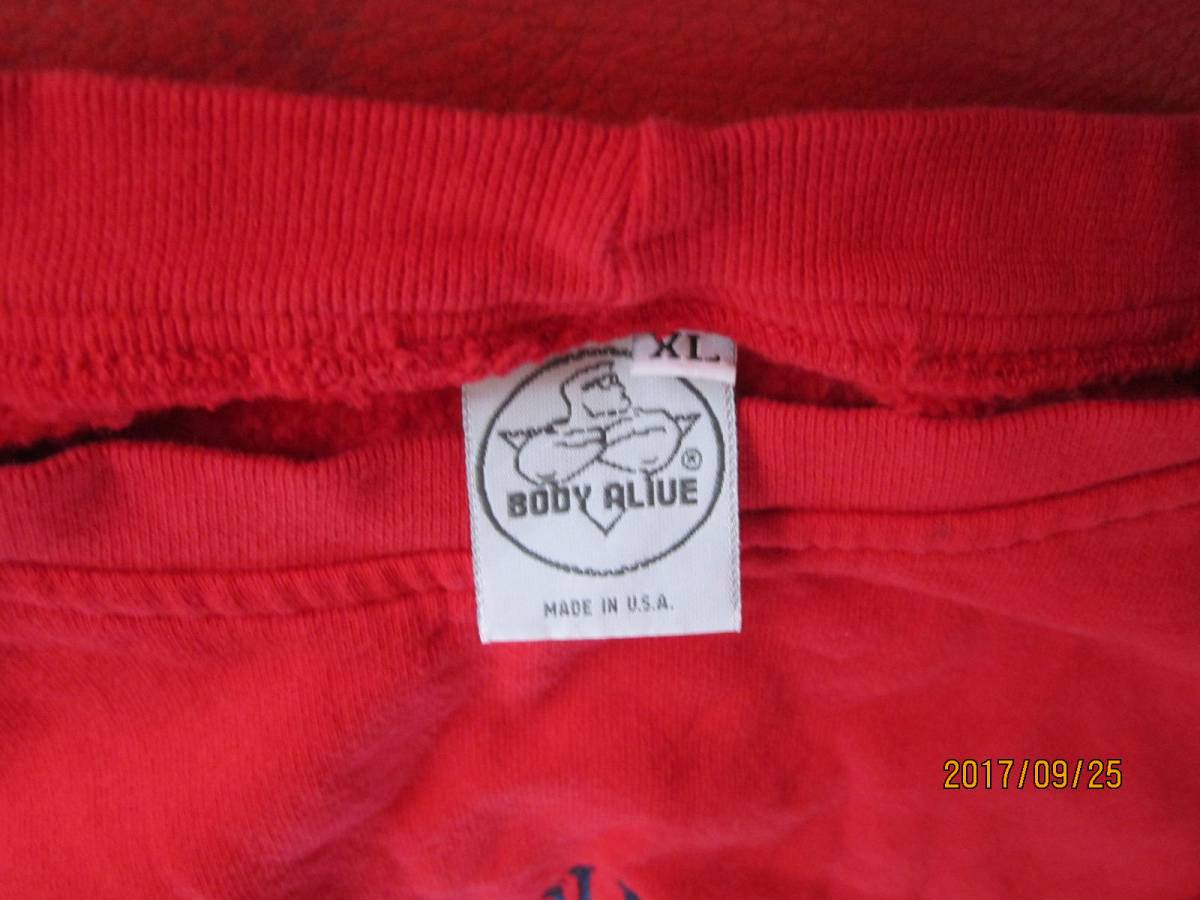 XL
®
BODY ALIVE
MADE IN U.S.A.
2017/09/25